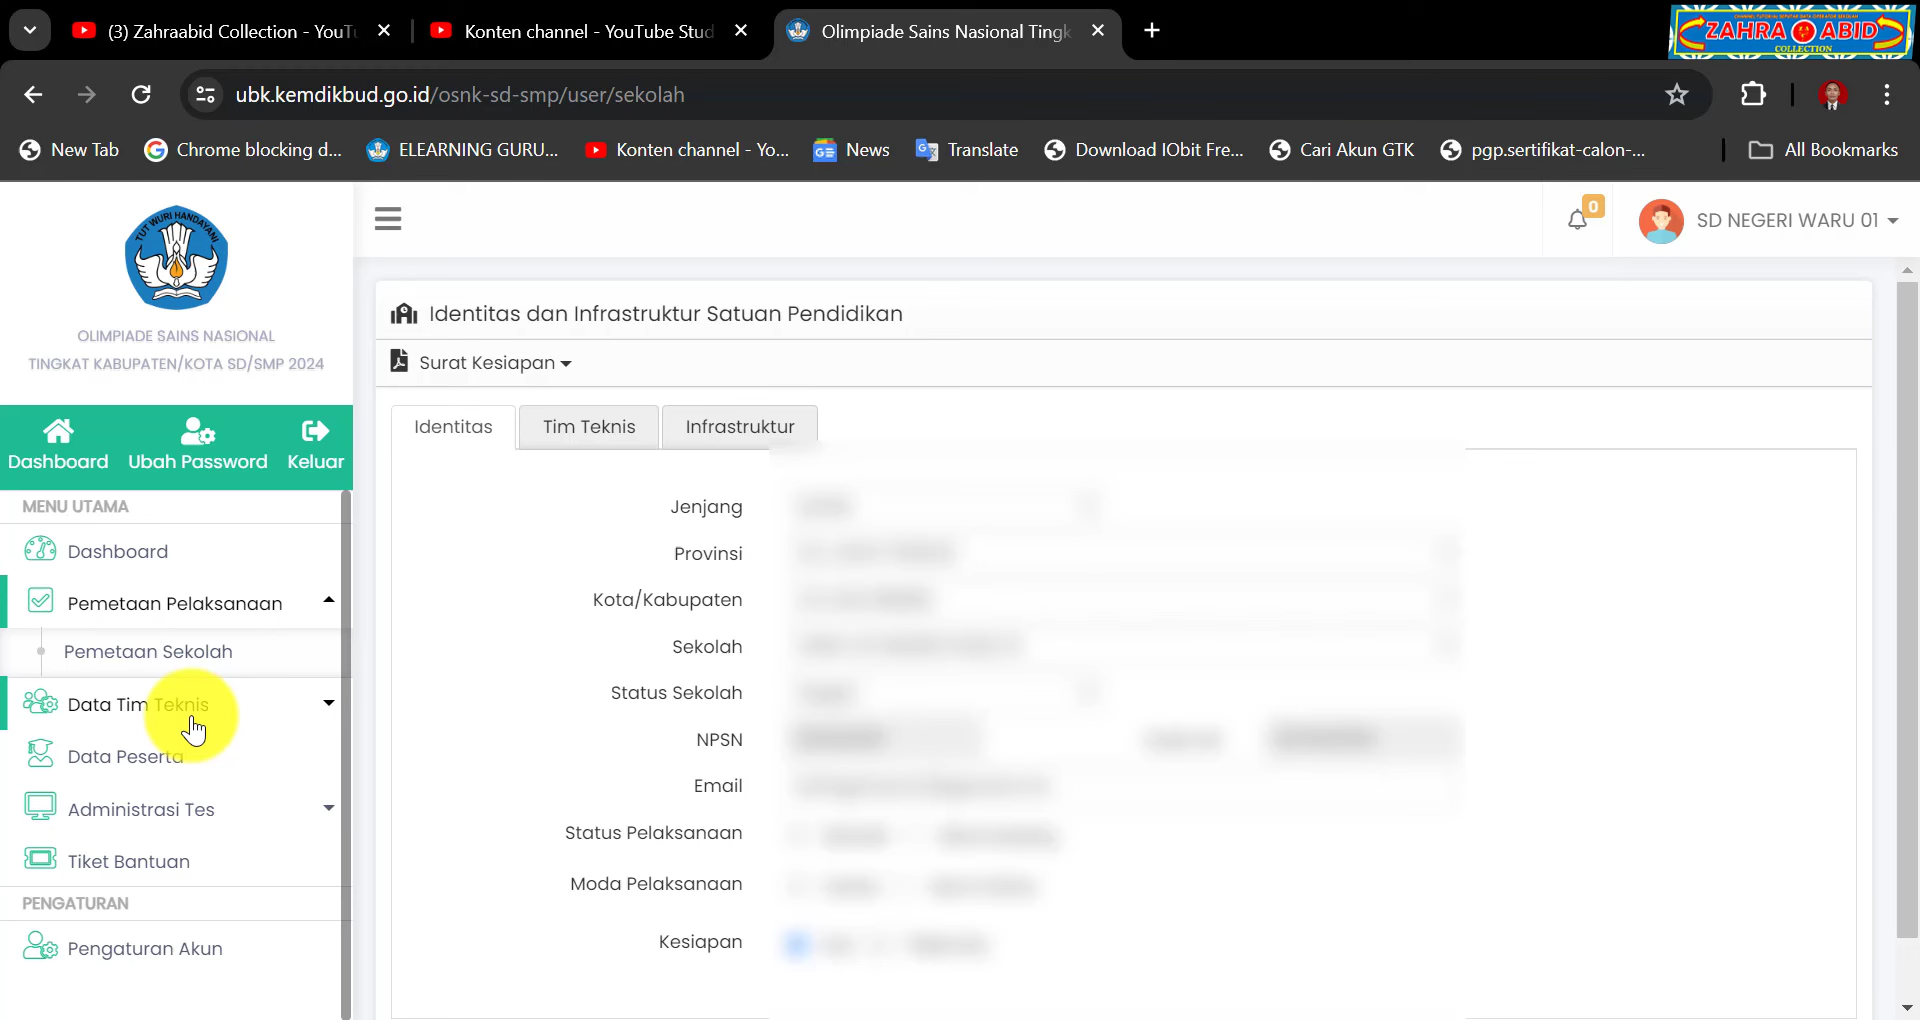 (3) Zahraabid Collection - YouTu
Konten channel - YouTube Stud
Olimpiade Sains Nasional Tingk
ZAHRA ABID
COLLECTION
ubk.kemdikbud.go.id/osnk-sd-smp/user/sekolah
New Tab
Chrome blocking d...
ELEARNING GURU...
Konten channel - Yo...
News
Translate
Download IObit Fre...
Cari Akun GTK
pgp.sertifikat-calon-...
All Bookmarks
TUT WURI HANDAYANI
0
SD NEGERI WARU 01
OLIMPIADE SAINS NASIONAL
TINGKAT KABUPATEN/KOTA SD/SMP 2024
Dashboard
Ubah Password
Keluar
MENU UTAMA
Dashboard
Pemetaan Pelaksanaan
Pemetaan Sekolah
Data Tim Teknis
Data Peserta
Administrasi Tes
Tiket Bantuan
PENGATURAN
Pengaturan Akun
Identitas dan Infrastruktur Satuan Pendidikan
Surat Kesiapan
Identitas
Tim Teknis
Infrastruktur
Jenjang
Provinsi
Kota/Kabupaten
Sekolah
Status Sekolah
NPSN
Email
Status Pelaksanaan
Moda Pelaksanaan
Kesiapan